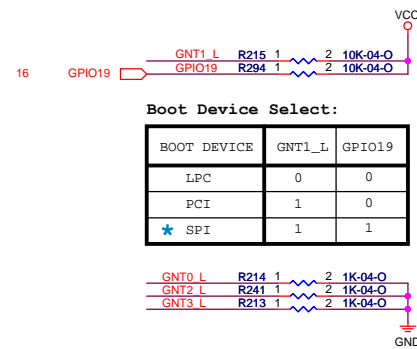 VCC
GNT1_L R215 1 2 10K-04-O
16 GPIO19 GPIO19 R294 1 2 10K-04-O
Boot Device Select:
BOOT DEVICE GNT1_L GPIO19
LPC 0 0
PCI 1 0
* SPI 1 1
GNT0_L R214 1 2 1K-04-O
GNT2_L R241 1 2 1K-04-O
GNT3_L R213 1 2 1K-04-O
GND